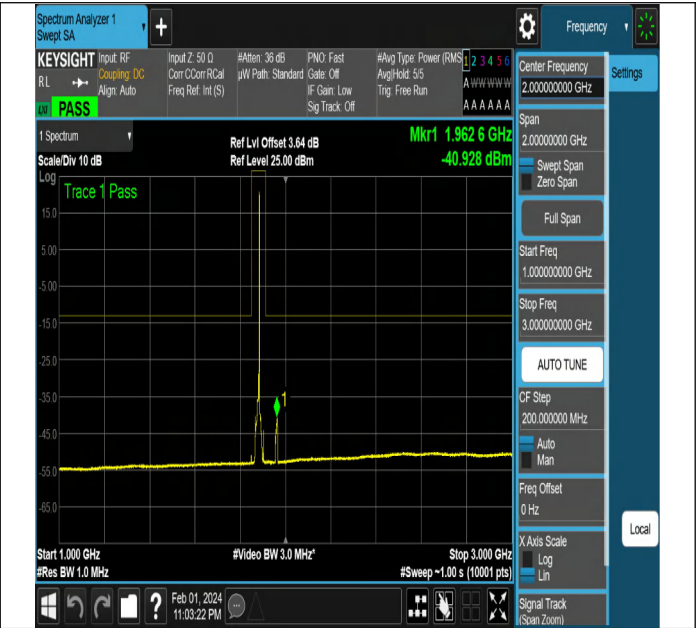 Spectrum Analyzer 1
Swept SA
Frequency
KEYSIGHT
RL
PASS
Input: RF
Coupling: DC
Align: Auto
Input Z: 50 Ω
Corr CCorr RCal
Freq Ref: Int (S)
#Atten: 36 dB
µW Path: Standard
PNO: Fast
Gate: Off
IF Gain: Low
Sig Track: Off
#Avg Type: Power (RMS
Avg|Hold: 5/5
Trig: Free Run
1 2 3 4 5 6
A W W W W W
A A A A A A
Center Frequency
2.000000000 GHz
Settings
1 Spectrum
Scale/Div 10 dB
Ref Lvl Offset 3.64 dB
Ref Level 25.00 dBm
Mkr1 1.962 6 GHz
-40.928 dBm
Log
Trace 1 Pass
15.0
5.00
-5.00
-15.0
-25.0
-35.0
-45.0
-55.0
-65.0
1
Start 1.000 GHz
#Res BW 1.0 MHz
#Video BW 3.0 MHz*
Stop 3.000 GHz
#Sweep ~1.00 s (10001 pts)
Span
2.00000000 GHz
Swept Span
Zero Span
Full Span
Start Freq
1.000000000 GHz
Stop Freq
3.000000000 GHz
AUTO TUNE
CF Step
200.000000 MHz
Auto
Man
Freq Offset
0 Hz
X Axis Scale
Log
Lin
Local
Signal Track
(Span Zoom)
Feb 01, 2024
11:03:22 PM